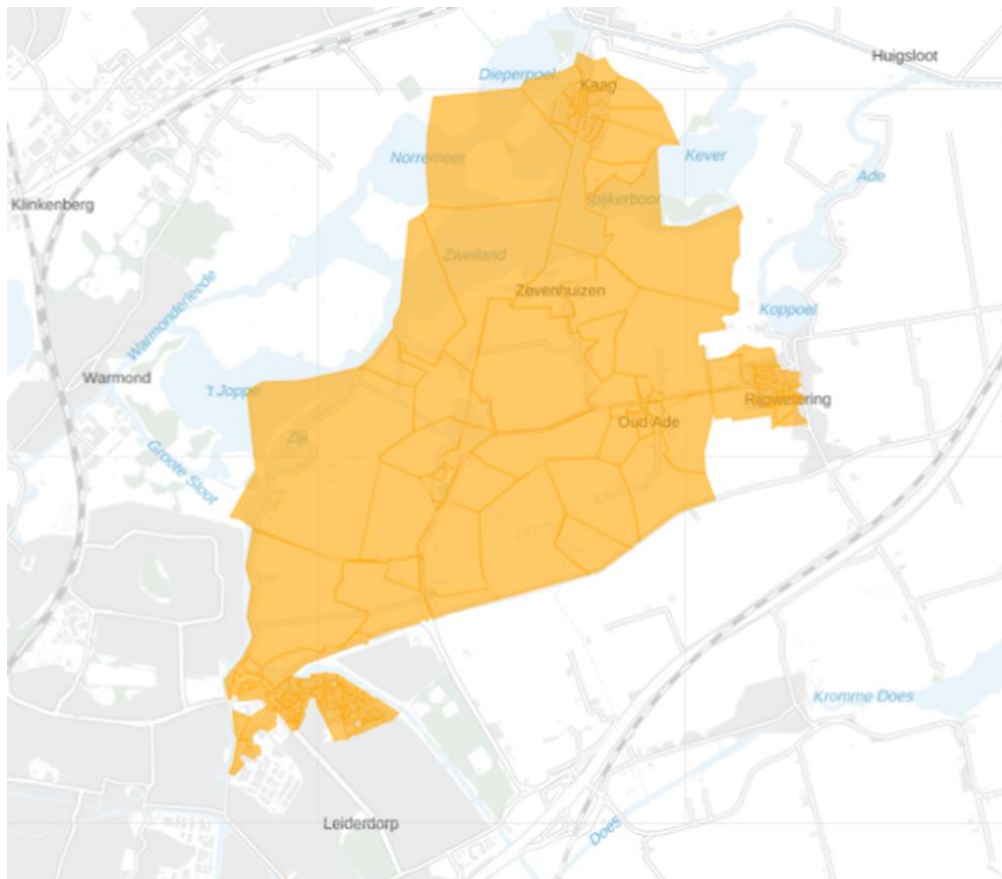 Huigsloot
Dieperpoel
Kaag
Norremeer
Kever
Ade
Klinkenberg
spijkerboor
Zweiland
Zevenhuizen
Warmonderleede
Koppoel
Warmond
't Joppe
Rijpwetering
Oud Ade
Zijl
Groote Sloot
Kromme Does
Leiderdorp
Does